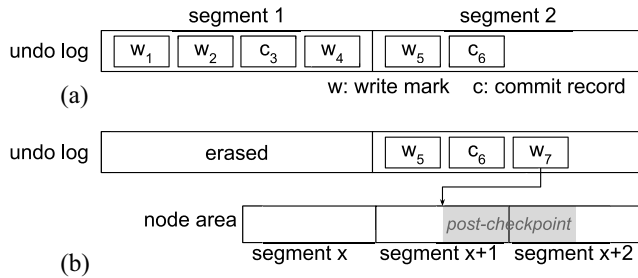 segment 1 segment 2
undo log w1 w2 c3 w4 w5 c6
(a) w: write mark c: commit record
undo log erased w5 c6 w7
node area post-checkpoint
(b) segment x segment x+1 segment x+2